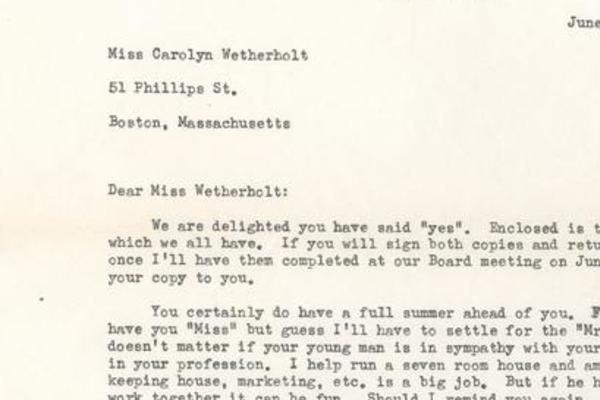 June
Miss Carolyn Wetherholt
51 Phillips St.
Boston, Massachusetts
Dear Miss Wetherholt:
We are delighted you have said "yes". Enclosed is t
which we all have. If you will sign both copies and retu
once I'll have them completed at our Board meeting on Jun
your copy to you.
You certainly do have a full summer ahead of you. F
have you "Miss" but guess I'll have to settle for the "Mr
doesn't matter if your young man is in sympathy with your
in your profession. I help run a seven room house and am
keeping house, marketing, etc. is a big job. But if he h
work together it can be fun. Should I remind you again